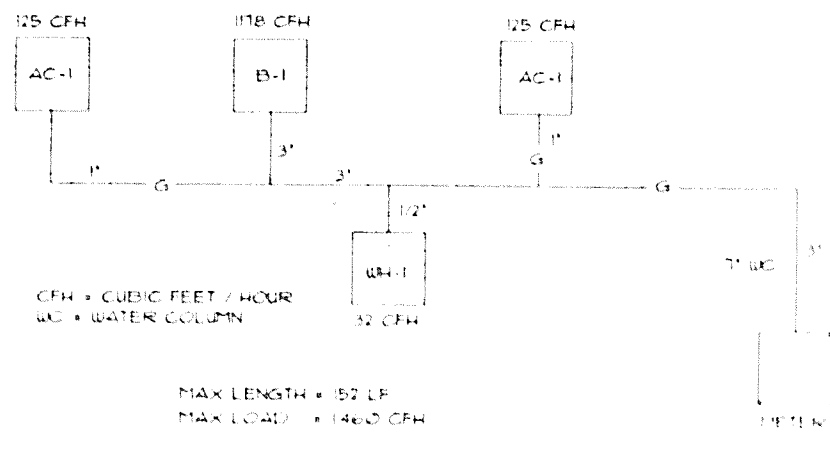 125 CFH
1178 CFH
125 CFH
AC-1
B-1
AC-1
1"
3"
1"
G
3"
G
G
1/2"
WH-1
7" WC
3"
CFH = CUBIC FEET / HOUR
WC = WATER COLUMN
32 CFH
MAX LENGTH = 152 LF
MAX LOAD = 1460 CFH
METER